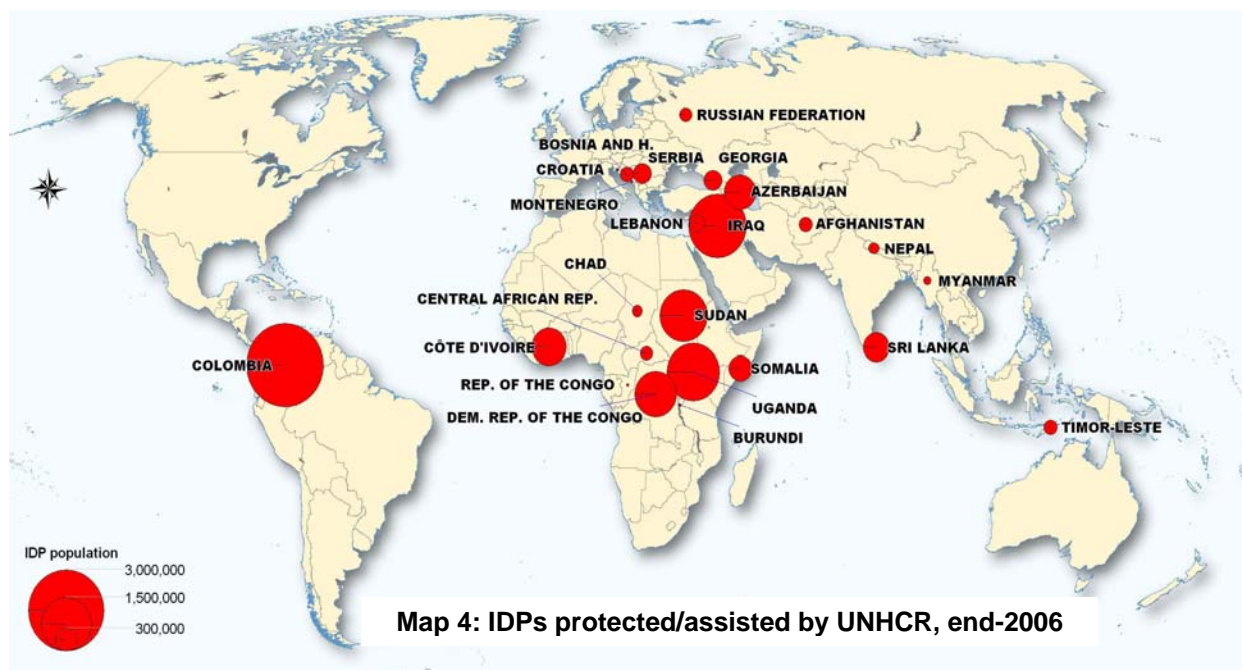 RUSSIAN FEDERATION
BOSNIA AND H.
SERBIA
GEORGIA
CROATIA
AZERBAIJAN
MONTENEGRO
LEBANON
IRAQ
AFGHANISTAN
NEPAL
CHAD
MYANMAR
CENTRAL AFRICAN REP.
SUDAN
CÔTE D'IVOIRE
SRI LANKA
COLOMBIA
SOMALIA
REP. OF THE CONGO
UGANDA
DEM. REP. OF THE CONGO
BURUNDI
TIMOR-LESTE
IDP population
3,000,000
1,500,000
300,000
Map 4: IDPs protected/assisted by UNHCR, end-2006